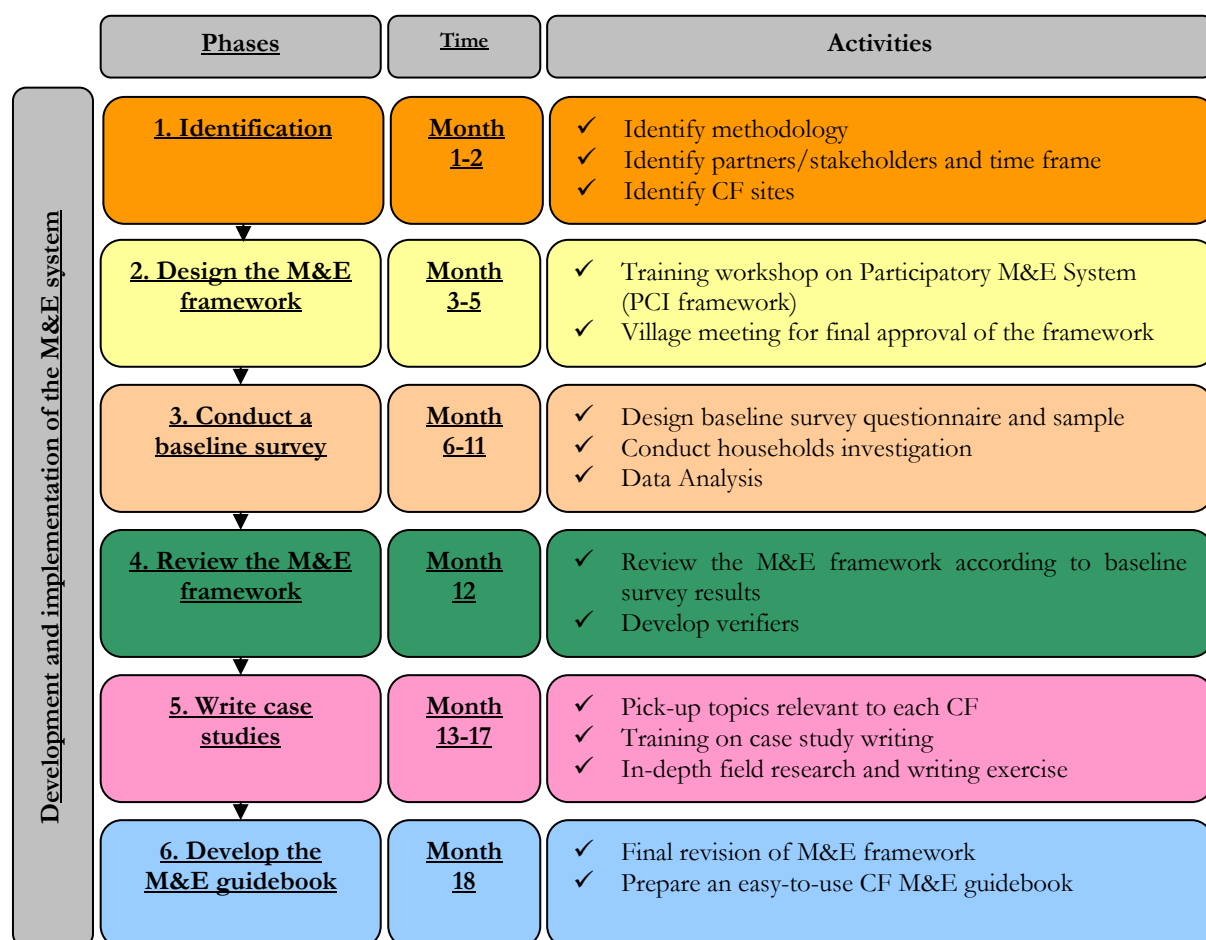 Phases
Time
Activities
Development and implementation of the M&E system
1. Identification
Month
1-2
✓ Identify methodology
✓ Identify partners/stakeholders and time frame
✓ Identify CF sites
2. Design the M&E
framework
Month
3-5
✓ Training workshop on Participatory M&E System
(PCI framework)
✓ Village meeting for final approval of the framework
3. Conduct a
baseline survey
Month
6-11
✓ Design baseline survey questionnaire and sample
✓ Conduct households investigation
✓ Data Analysis
4. Review the M&E
framework
Month
12
✓ Review the M&E framework according to baseline
survey results
✓ Develop verifiers
5. Write case
studies
Month
13-17
✓ Pick-up topics relevant to each CF
✓ Training on case study writing
✓ In-depth field research and writing exercise
6. Develop the
M&E guidebook
Month
18
✓ Final revision of M&E framework
✓ Prepare an easy-to-use CF M&E guidebook